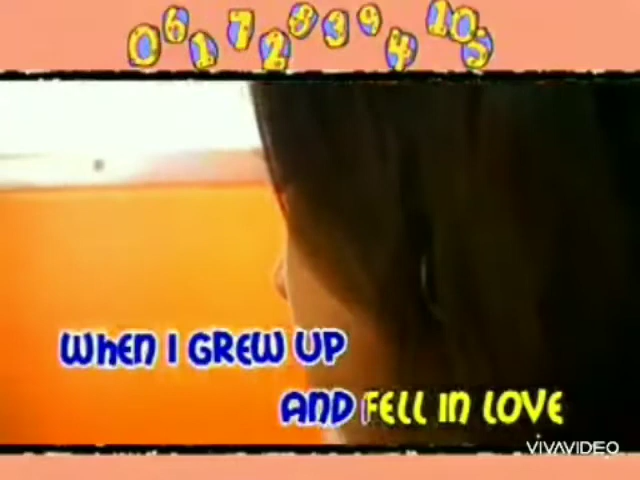 0 6 1 7 2 8 3 9 4 10 5
WHEN I GREW UP
AND FELL IN LOVE
VIVAVIDEO